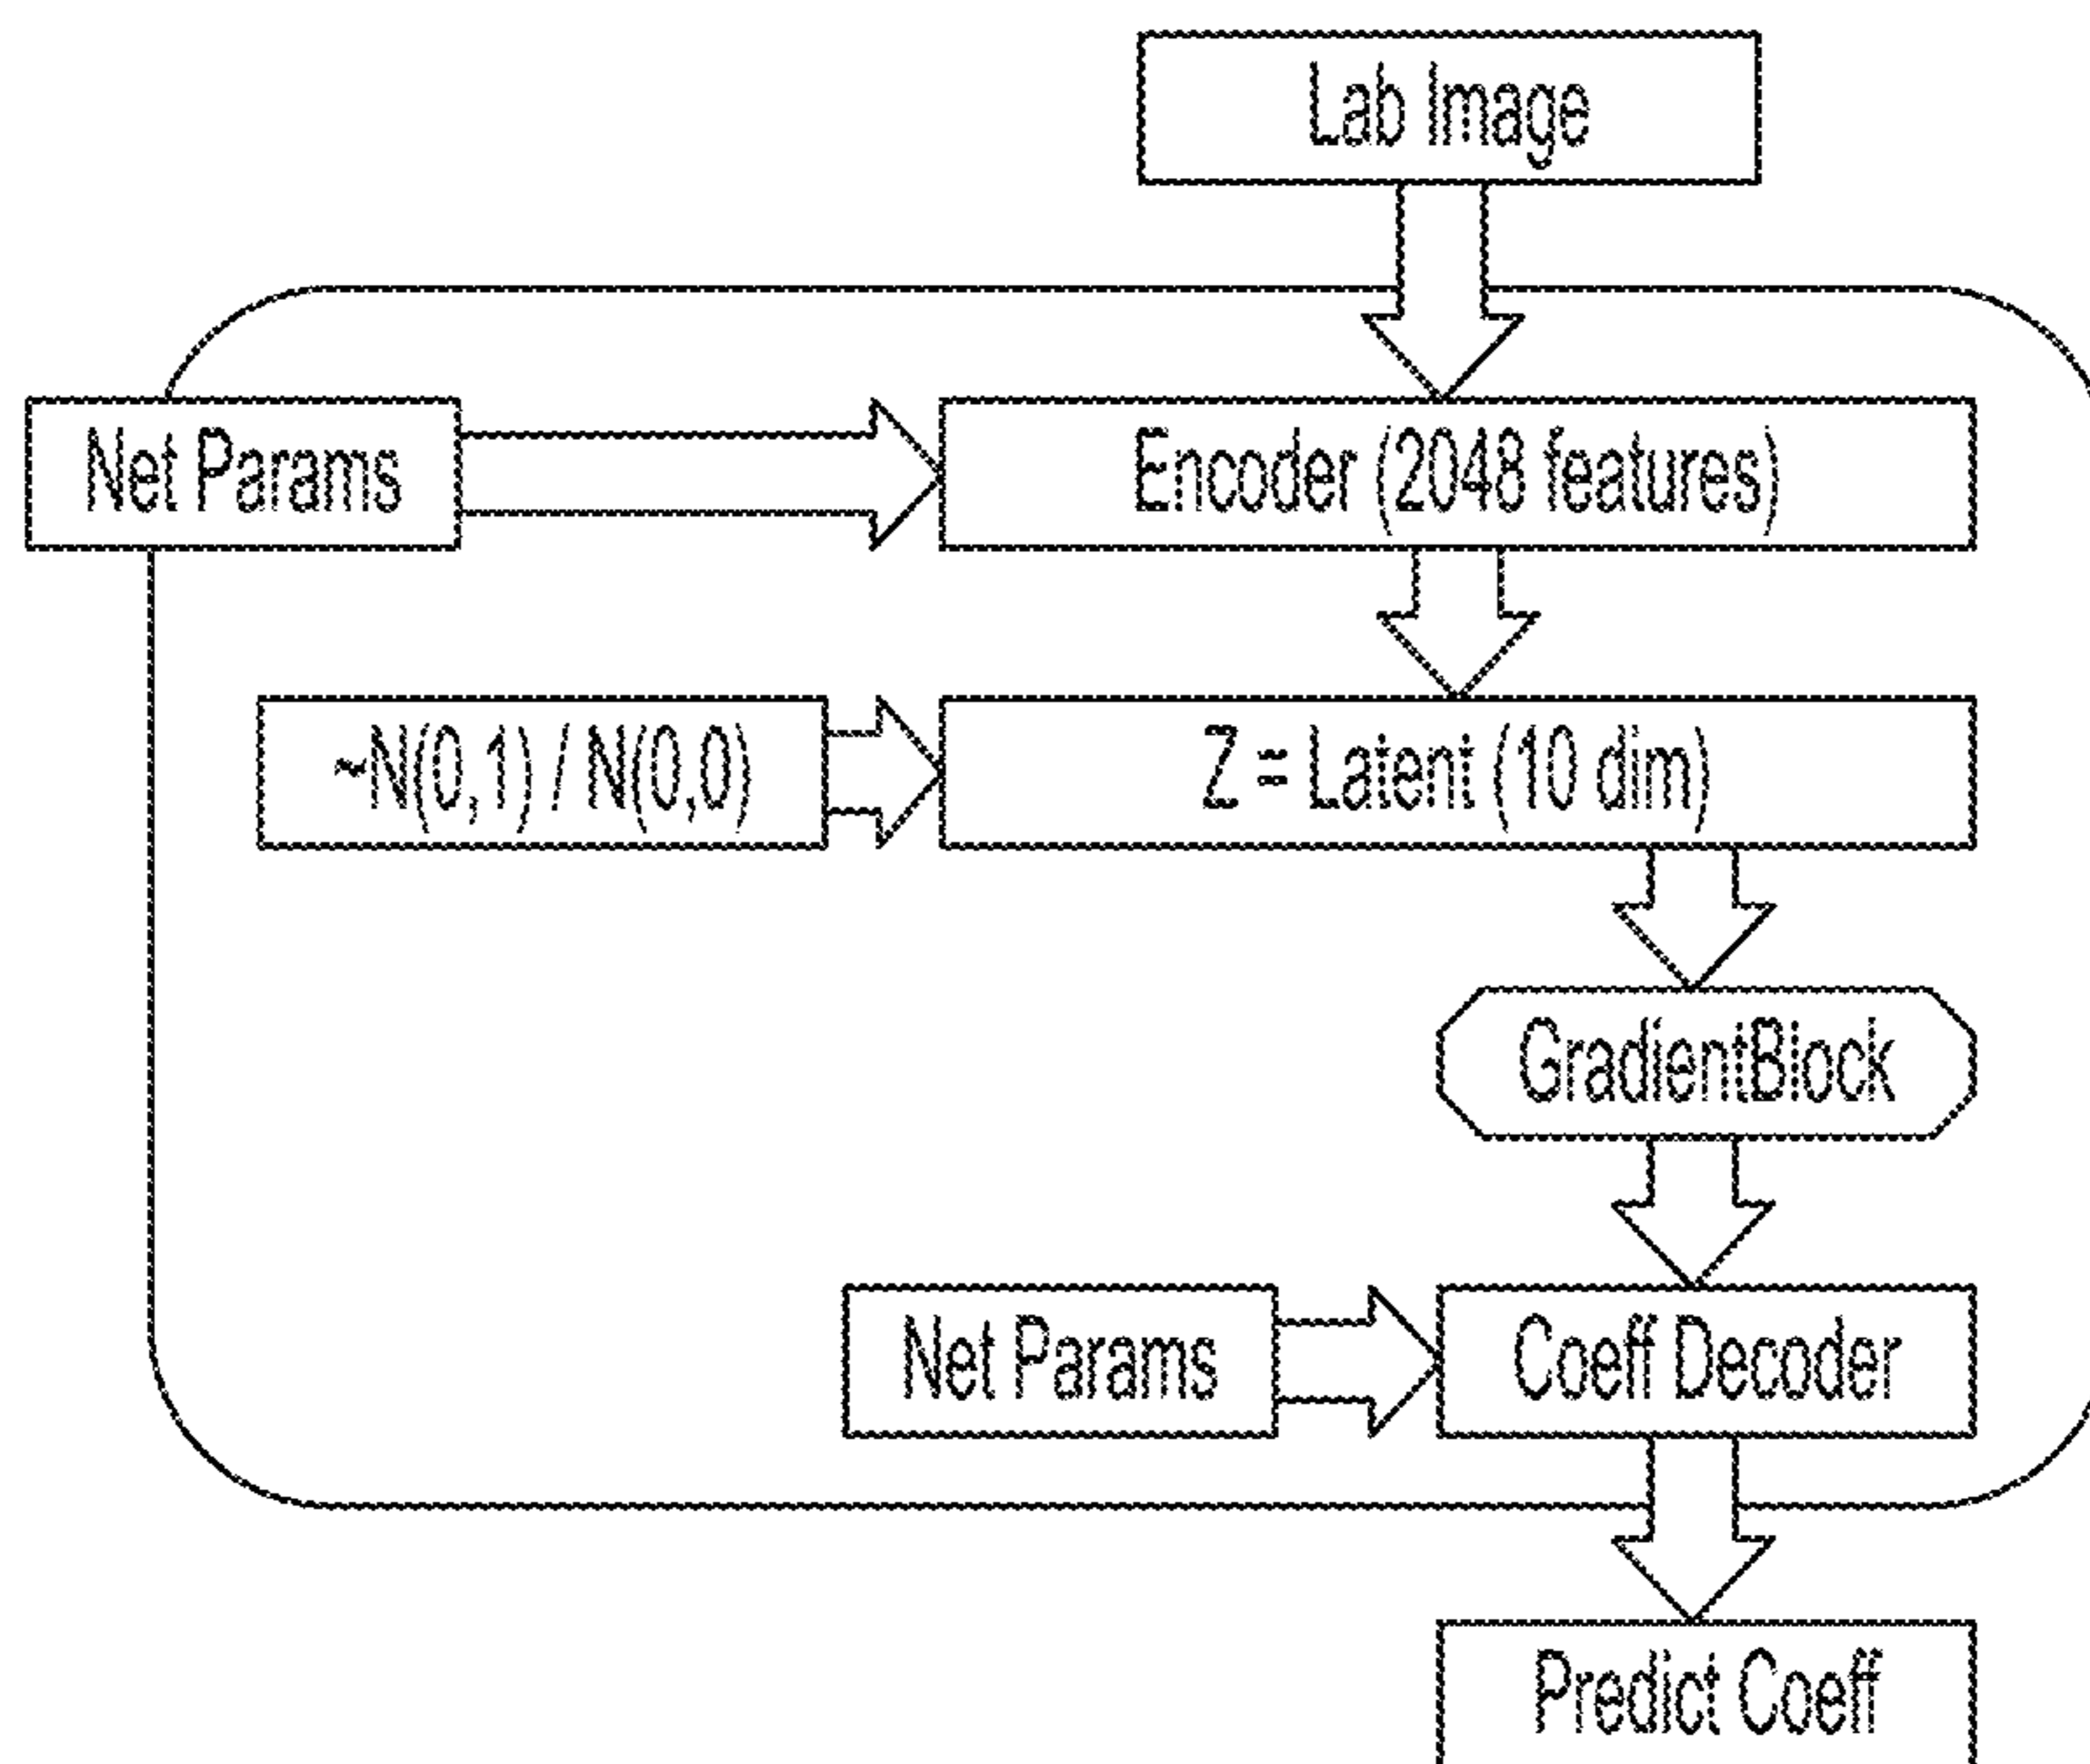 Lab Image
Net Params
Encoder (2048 features)
~N(0,1) / N(0,0)
Z = Latent (10 dim)
GradientBlock
Net Params
Coeff Decoder
Predict Coeff